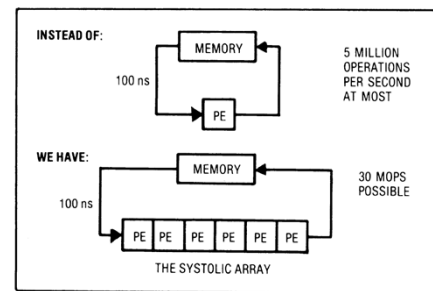 INSTEAD OF:
MEMORY
100 ns
PE
5 MILLION
OPERATIONS
PER SECOND
AT MOST
WE HAVE:
MEMORY
100 ns
30 MOPS
POSSIBLE
PE PE PE PE PE PE
THE SYSTOLIC ARRAY